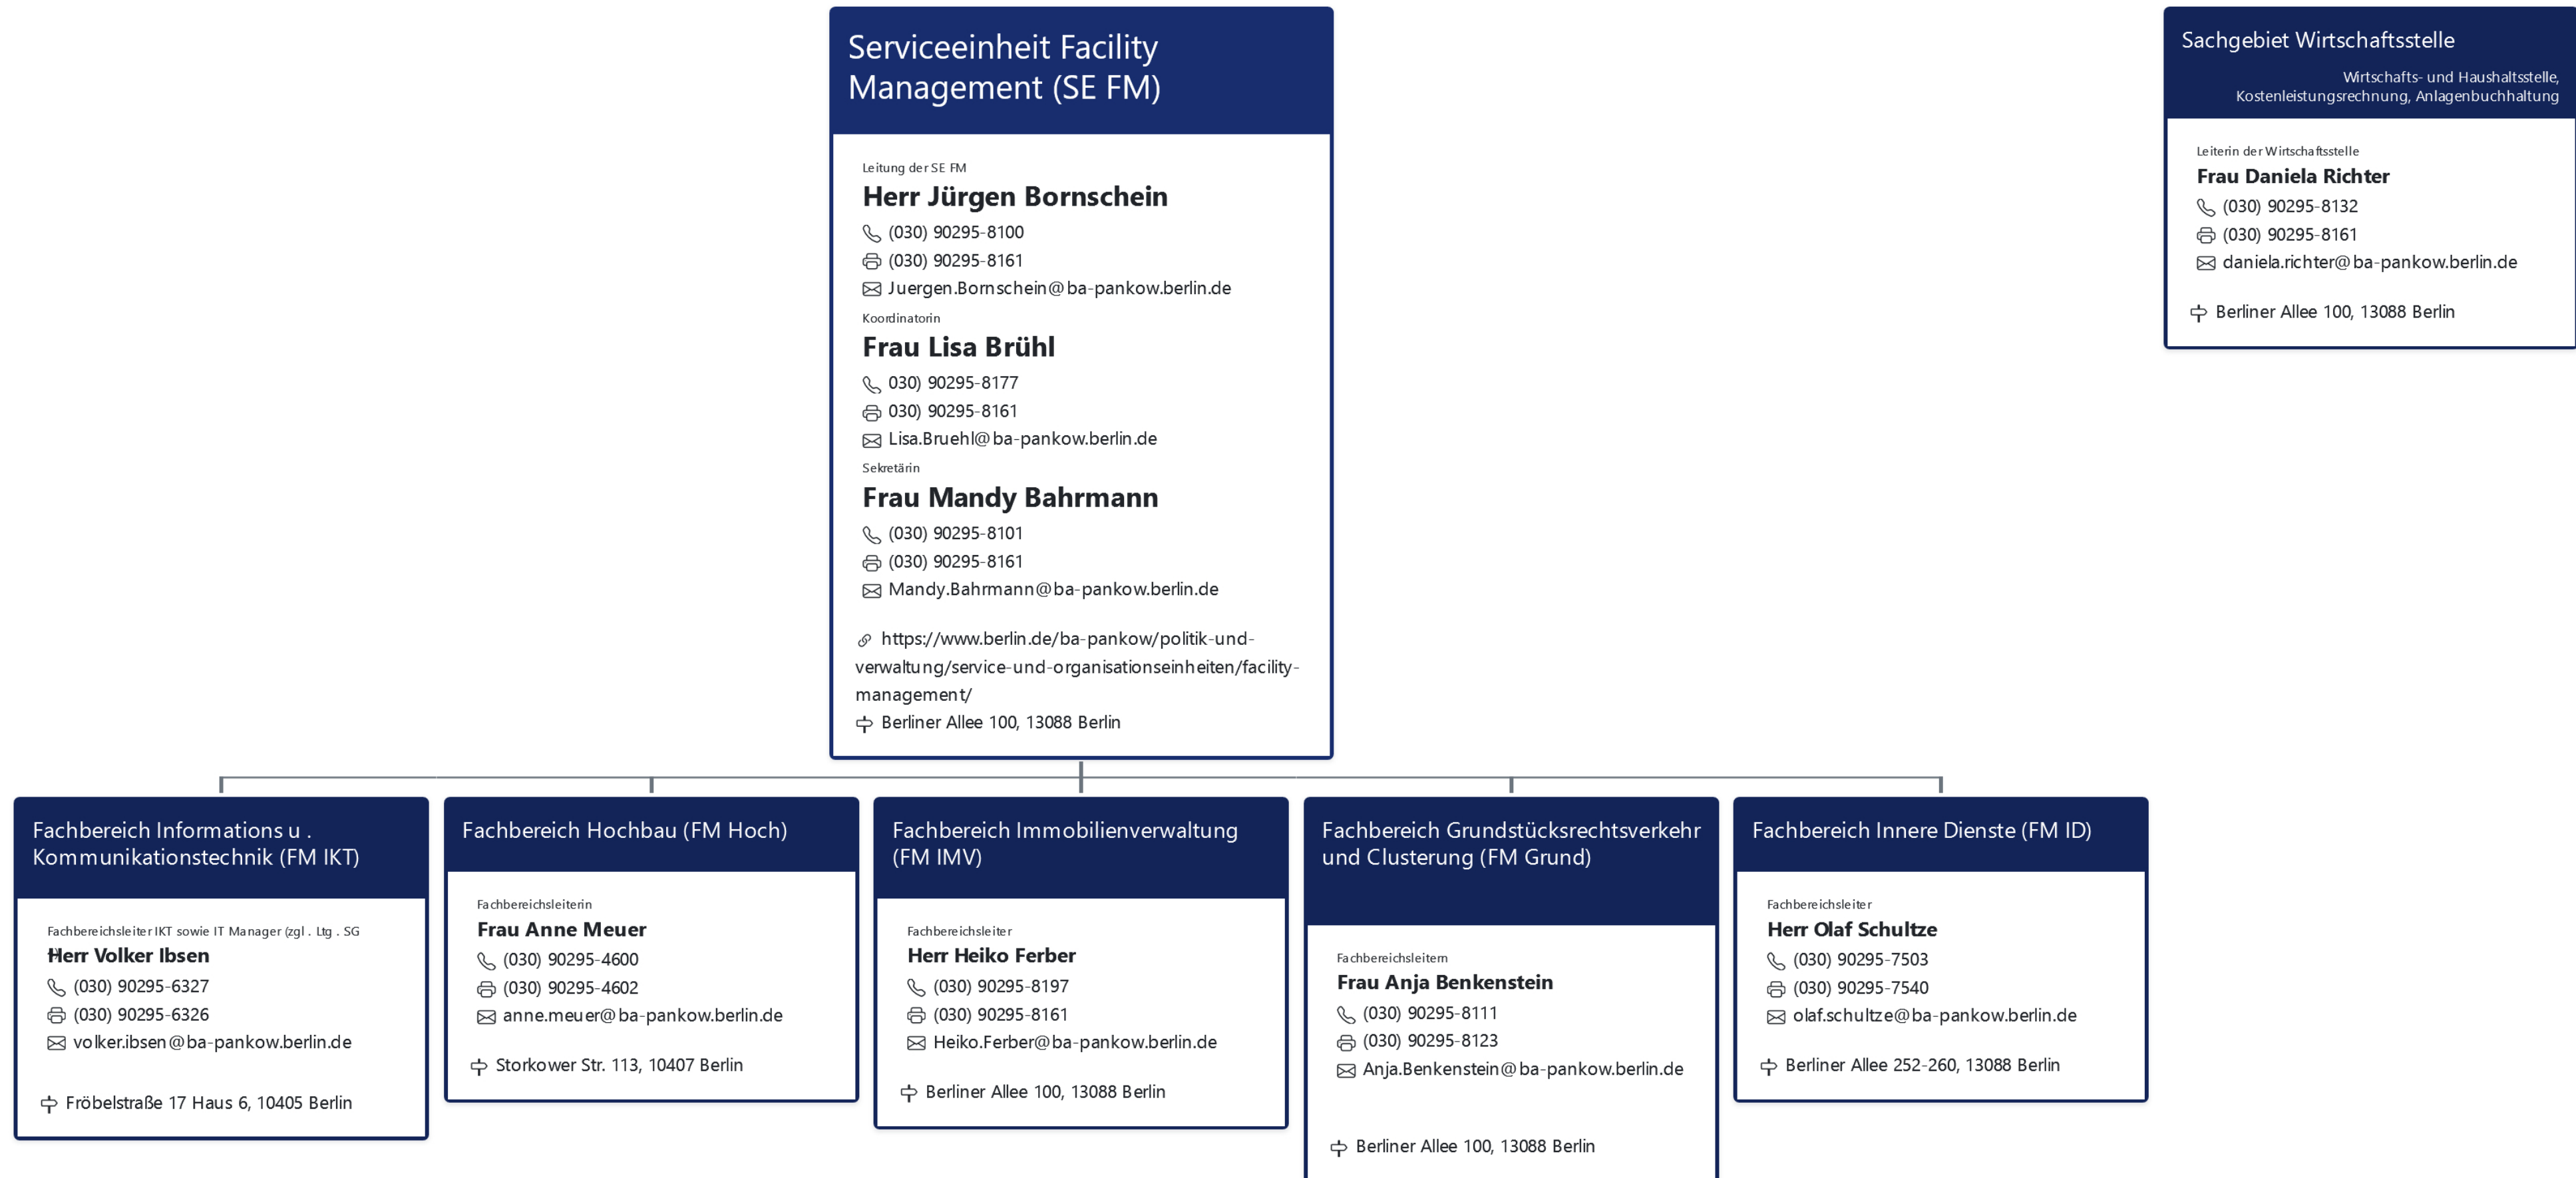 Serviceeinheit Facility
Management (SE FM)
Leitung der SE FM
Herr Jürgen Bornschein
(030) 90295-8100
(030) 90295-8161
Juergen.Bornschein@ba-pankow.berlin.de
Koordinatorin
Frau Lisa Brühl
030) 90295-8177
030) 90295-8161
Lisa.Bruehl@ba-pankow.berlin.de
Sekretärin
Frau Mandy Bahrmann
(030) 90295-8101
(030) 90295-8161
Mandy.Bahrmann@ba-pankow.berlin.de
https://www.berlin.de/ba-pankow/politik-und-
verwaltung/service-und-organisationseinheiten/facility-
management/
Berliner Allee 100, 13088 Berlin
Sachgebiet Wirtschaftsstelle
Wirtschafts- und Haushaltsstelle,
Kostenleistungsrechnung, Anlagenbuchhaltung
Leiterin der Wirtschaftsstelle
Frau Daniela Richter
(030) 90295-8132
(030) 90295-8161
daniela.richter@ba-pankow.berlin.de
Berliner Allee 100, 13088 Berlin
Fachbereich Informations u .
Kommunikationstechnik (FM IKT)
Fachbereichsleiter IKT sowie IT Manager (zgl . Ltg . SG
Herr Volker Ibsen
(030) 90295-6327
(030) 90295-6326
volker.ibsen@ba-pankow.berlin.de
Fröbelstraße 17 Haus 6, 10405 Berlin
Fachbereich Hochbau (FM Hoch)
Fachbereichsleiterin
Frau Anne Meuer
(030) 90295-4600
(030) 90295-4602
anne.meuer@ba-pankow.berlin.de
Storkower Str. 113, 10407 Berlin
Fachbereich Immobilienverwaltung
(FM IMV)
Fachbereichsleiter
Herr Heiko Ferber
(030) 90295-8197
(030) 90295-8161
Heiko.Ferber@ba-pankow.berlin.de
Berliner Allee 100, 13088 Berlin
Fachbereich Grundstücksrechtsverkehr
und Clusterung (FM Grund)
Fachbereichsleitern
Frau Anja Benkenstein
(030) 90295-8111
(030) 90295-8123
Anja.Benkenstein@ba-pankow.berlin.de
Berliner Allee 100, 13088 Berlin
Fachbereich Innere Dienste (FM ID)
Fachbereichsleiter
Herr Olaf Schultze
(030) 90295-7503
(030) 90295-7540
olaf.schultze@ba-pankow.berlin.de
Berliner Allee 252-260, 13088 Berlin